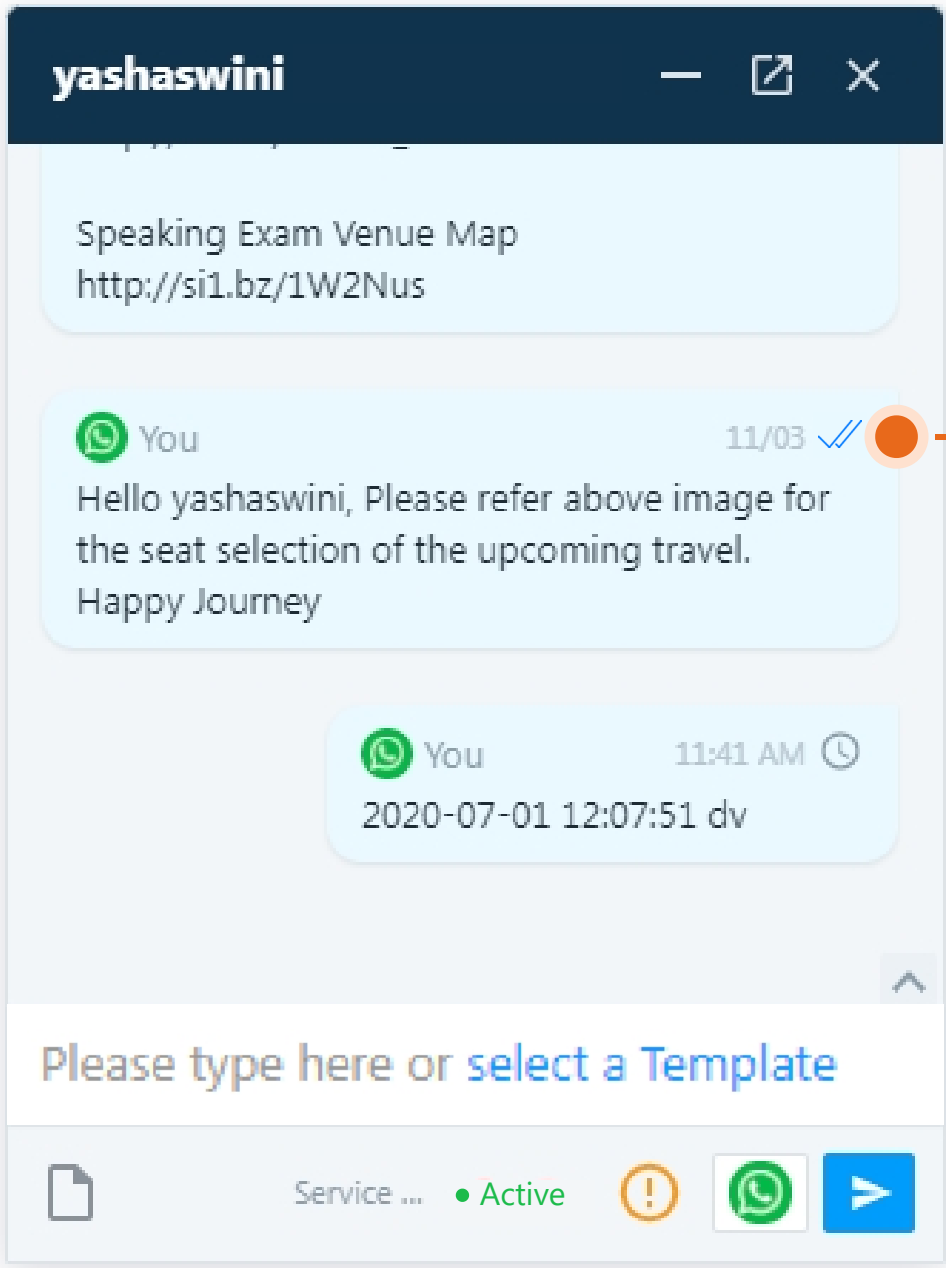 yashaswini
Speaking Exam Venue Map
http://si1.bz/1W2Nus
You 11/03
Hello yashaswini, Please refer above image for
the seat selection of the upcoming travel.
Happy Journey
You 11:41 AM
2020-07-01 12:07:51 dv
Please type here or select a Template
Service ... Active